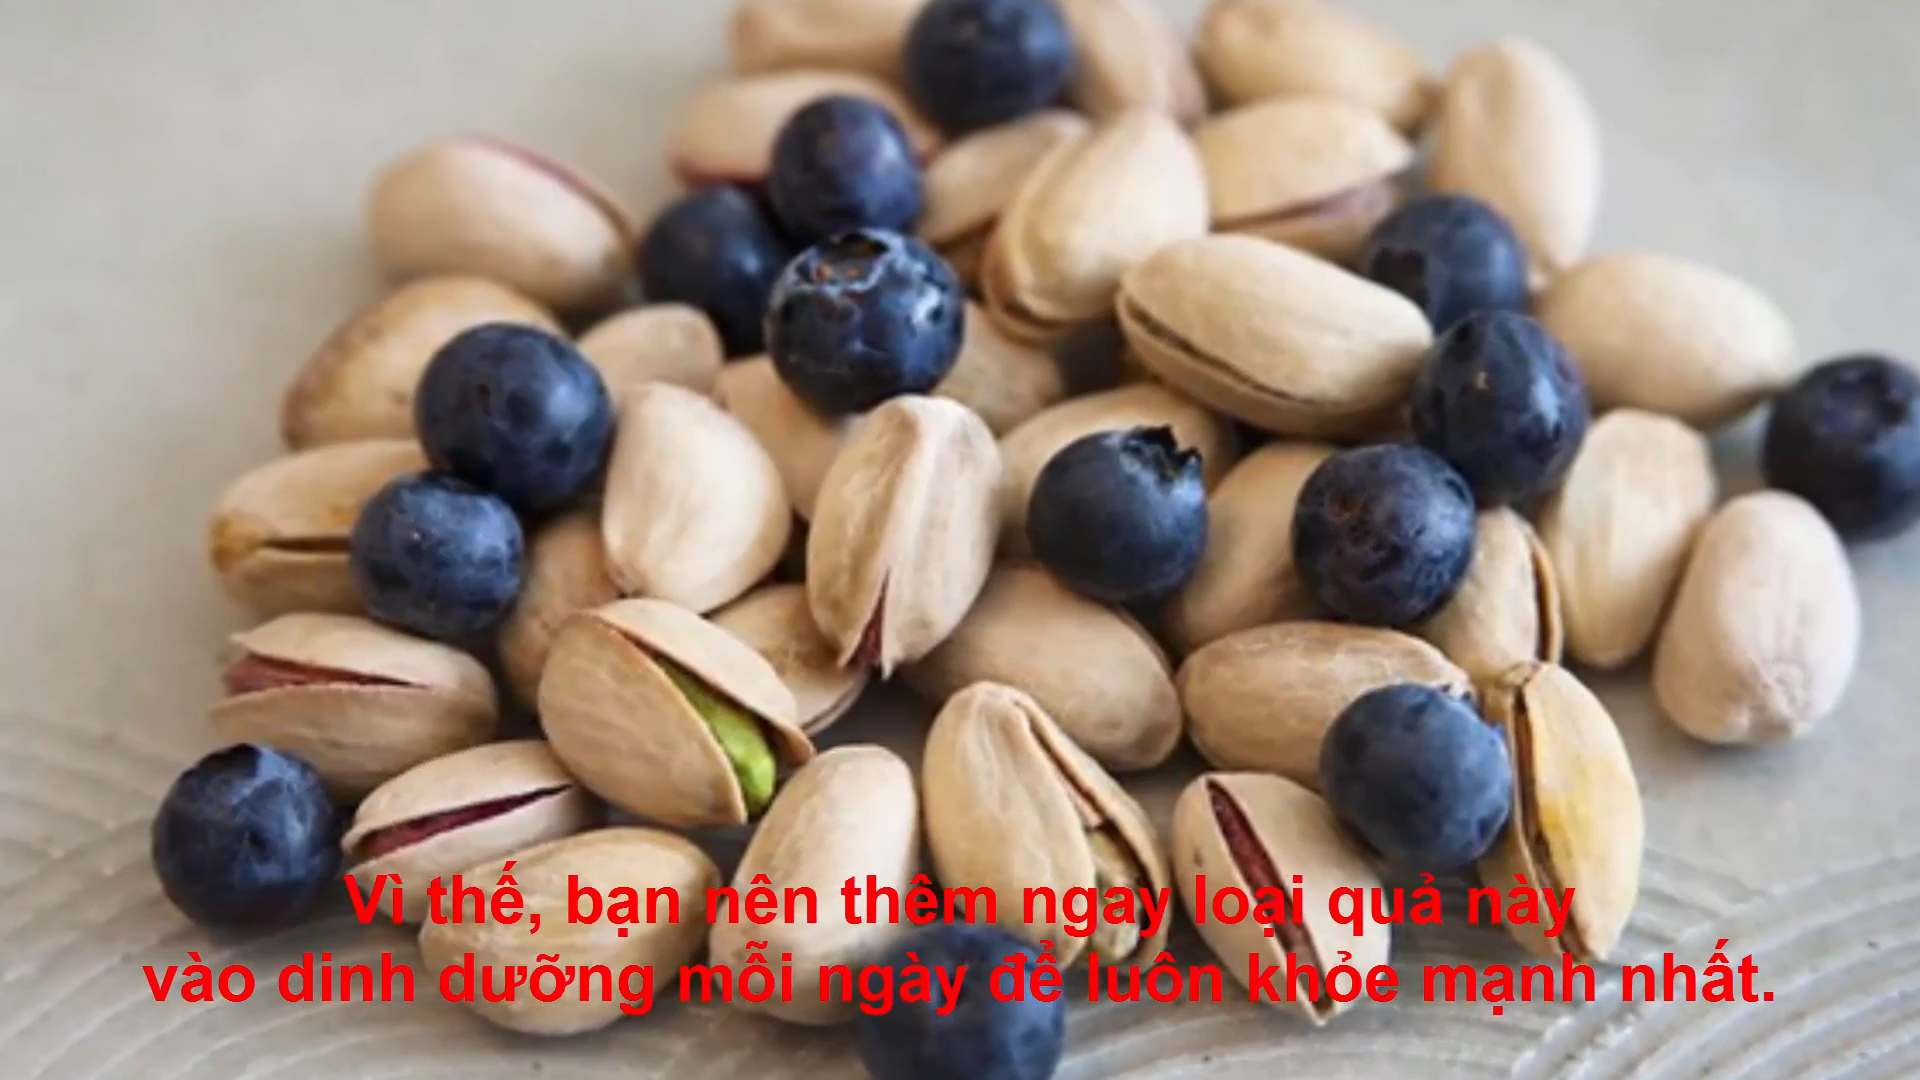 Vì thế, bạn nên thêm ngay loại quả này
vào dinh dưỡng mỗi ngày để luôn khỏe mạnh nhất.